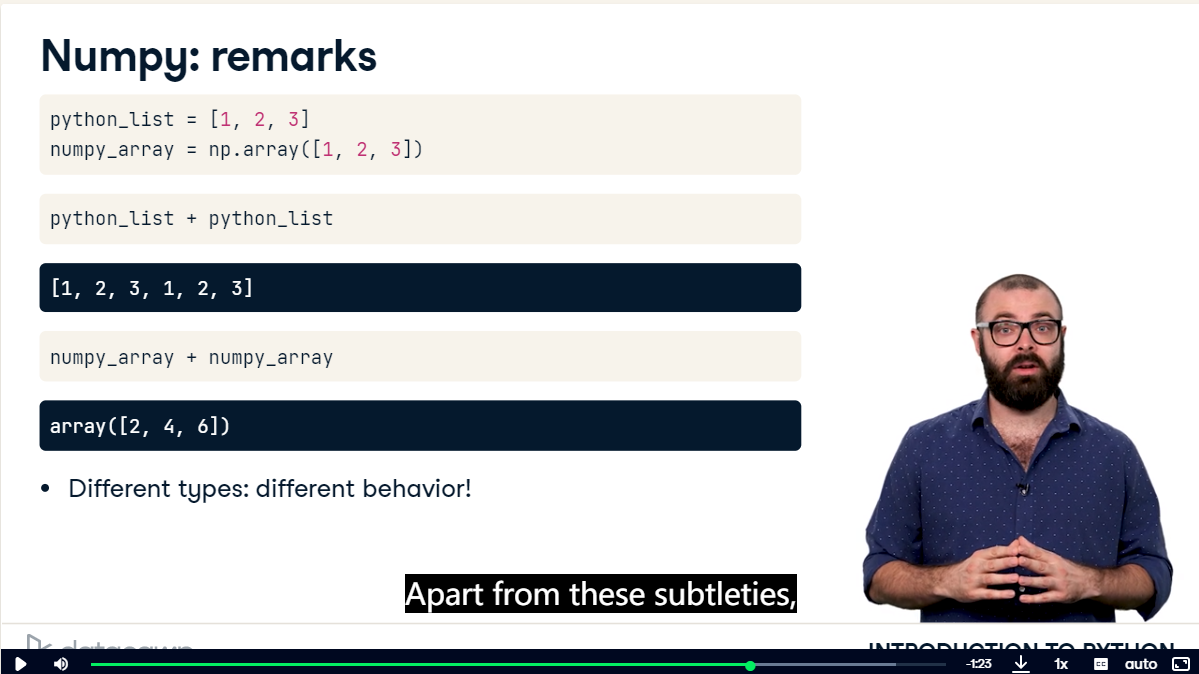 Numpy: remarks
python_list = [1, 2, 3]
numpy_array = np.array([1, 2, 3])
python_list + python_list
[1, 2, 3, 1, 2, 3]
numpy_array + numpy_array
array([2, 4, 6])
• Different types: different behavior!
Apart from these subtleties,
datacamp
INTRODUCTION TO PYTHON
-1:23
1x
CC
auto